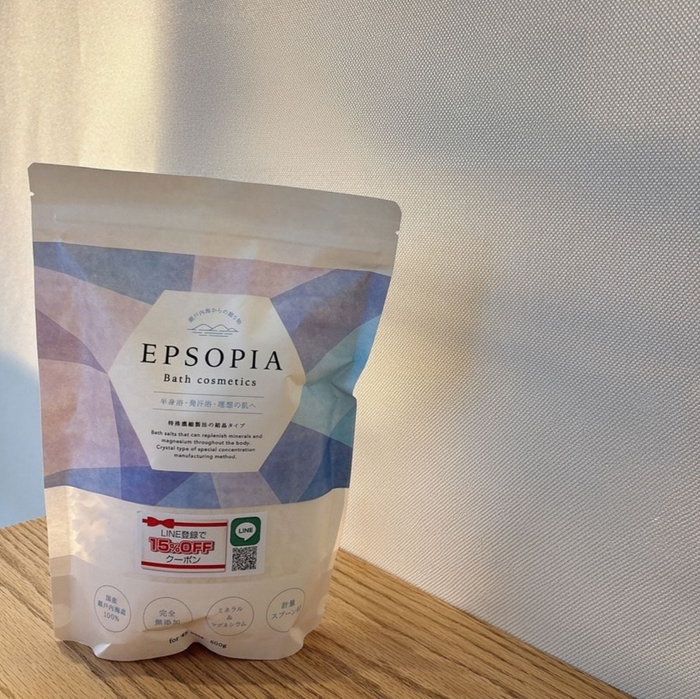 瀬戸内海からの贈り物
EPSOPIA
Bath cosmetics
半身浴・発汗浴・理想の肌へ
特殊濃縮製法の結晶タイプ
Bath salts that can replenish minerals and
magnesium throughout the body.
Crystal type of special concentration
manufacturing method.
LINE登録で
15%OFF
クーポン
LINE
国産
瀬戸内海産
100%
完全
ミネラル
&
マグネシウム
計量
スプーン
600g